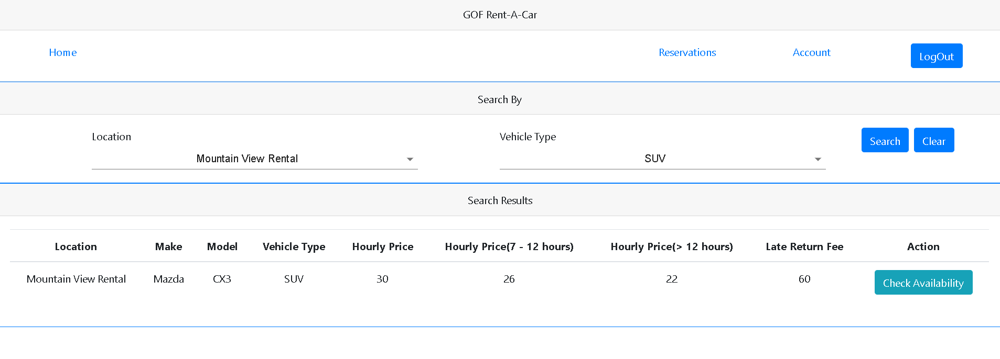 GOF Rent-A-Car
Home Reservations Account LogOut
Search By
Location Vehicle Type Search Clear
Mountain View Rental SUV
Search Results
Location Make Model Vehicle Type Hourly Price Hourly Price(7 - 12 hours) Hourly Price(> 12 hours) Late Return Fee Action
Mountain View Rental Mazda CX3 SUV 30 26 22 60 Check Availability